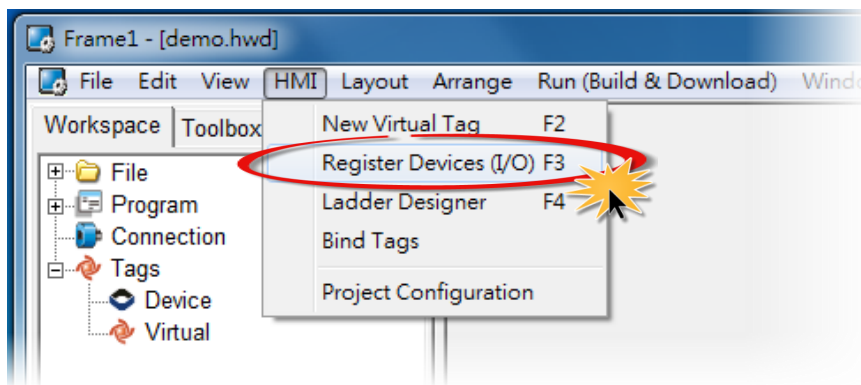 Frame1 - [demo.hwd]
File Edit View HMI Layout Arrange Run (Build & Download)
Workspace Toolbox
New Virtual Tag F2
Register Devices (I/O) F3
Ladder Designer F4
Bind Tags
Project Configuration
File
Program
Connection
Tags
Device
Virtual